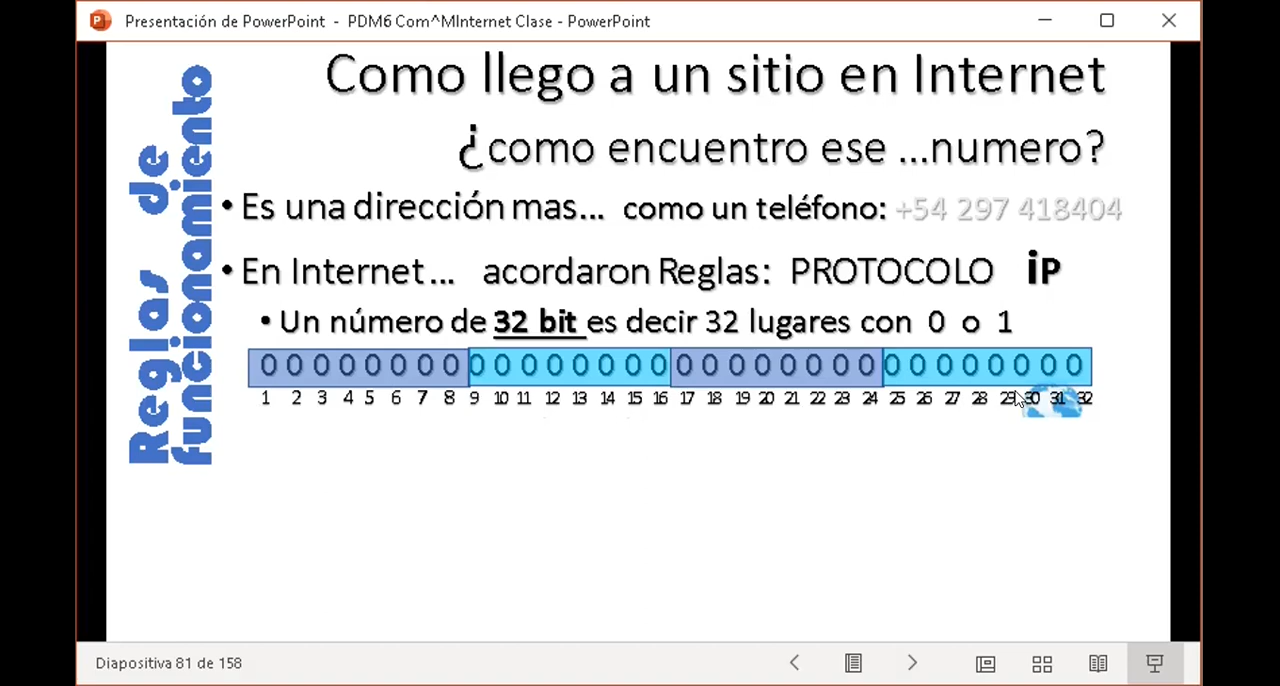 Presentación de PowerPoint - PDM6 Com^MInternet Clase - PowerPoint
Reglas de
funcionamiento
Como llego a un sitio en Internet
¿como encuentro ese ...numero?
• Es una dirección mas... como un teléfono: +54 297 418404
• En Internet... acordaron Reglas: PROTOCOLO iP
• Un número de 32 bit es decir 32 lugares con 0 o 1
0 0 0 0 0 0 0 0 0 0 0 0 0 0 0 0 0 0 0 0 0 0 0 0 0 0 0 0 0 0 0 0
1 2 3 4 5 6 7 8 9 10 11 12 13 14 15 16 17 18 19 20 21 22 23 24 25 26 27 28 29 30 31 32
Diapositiva 81 de 158